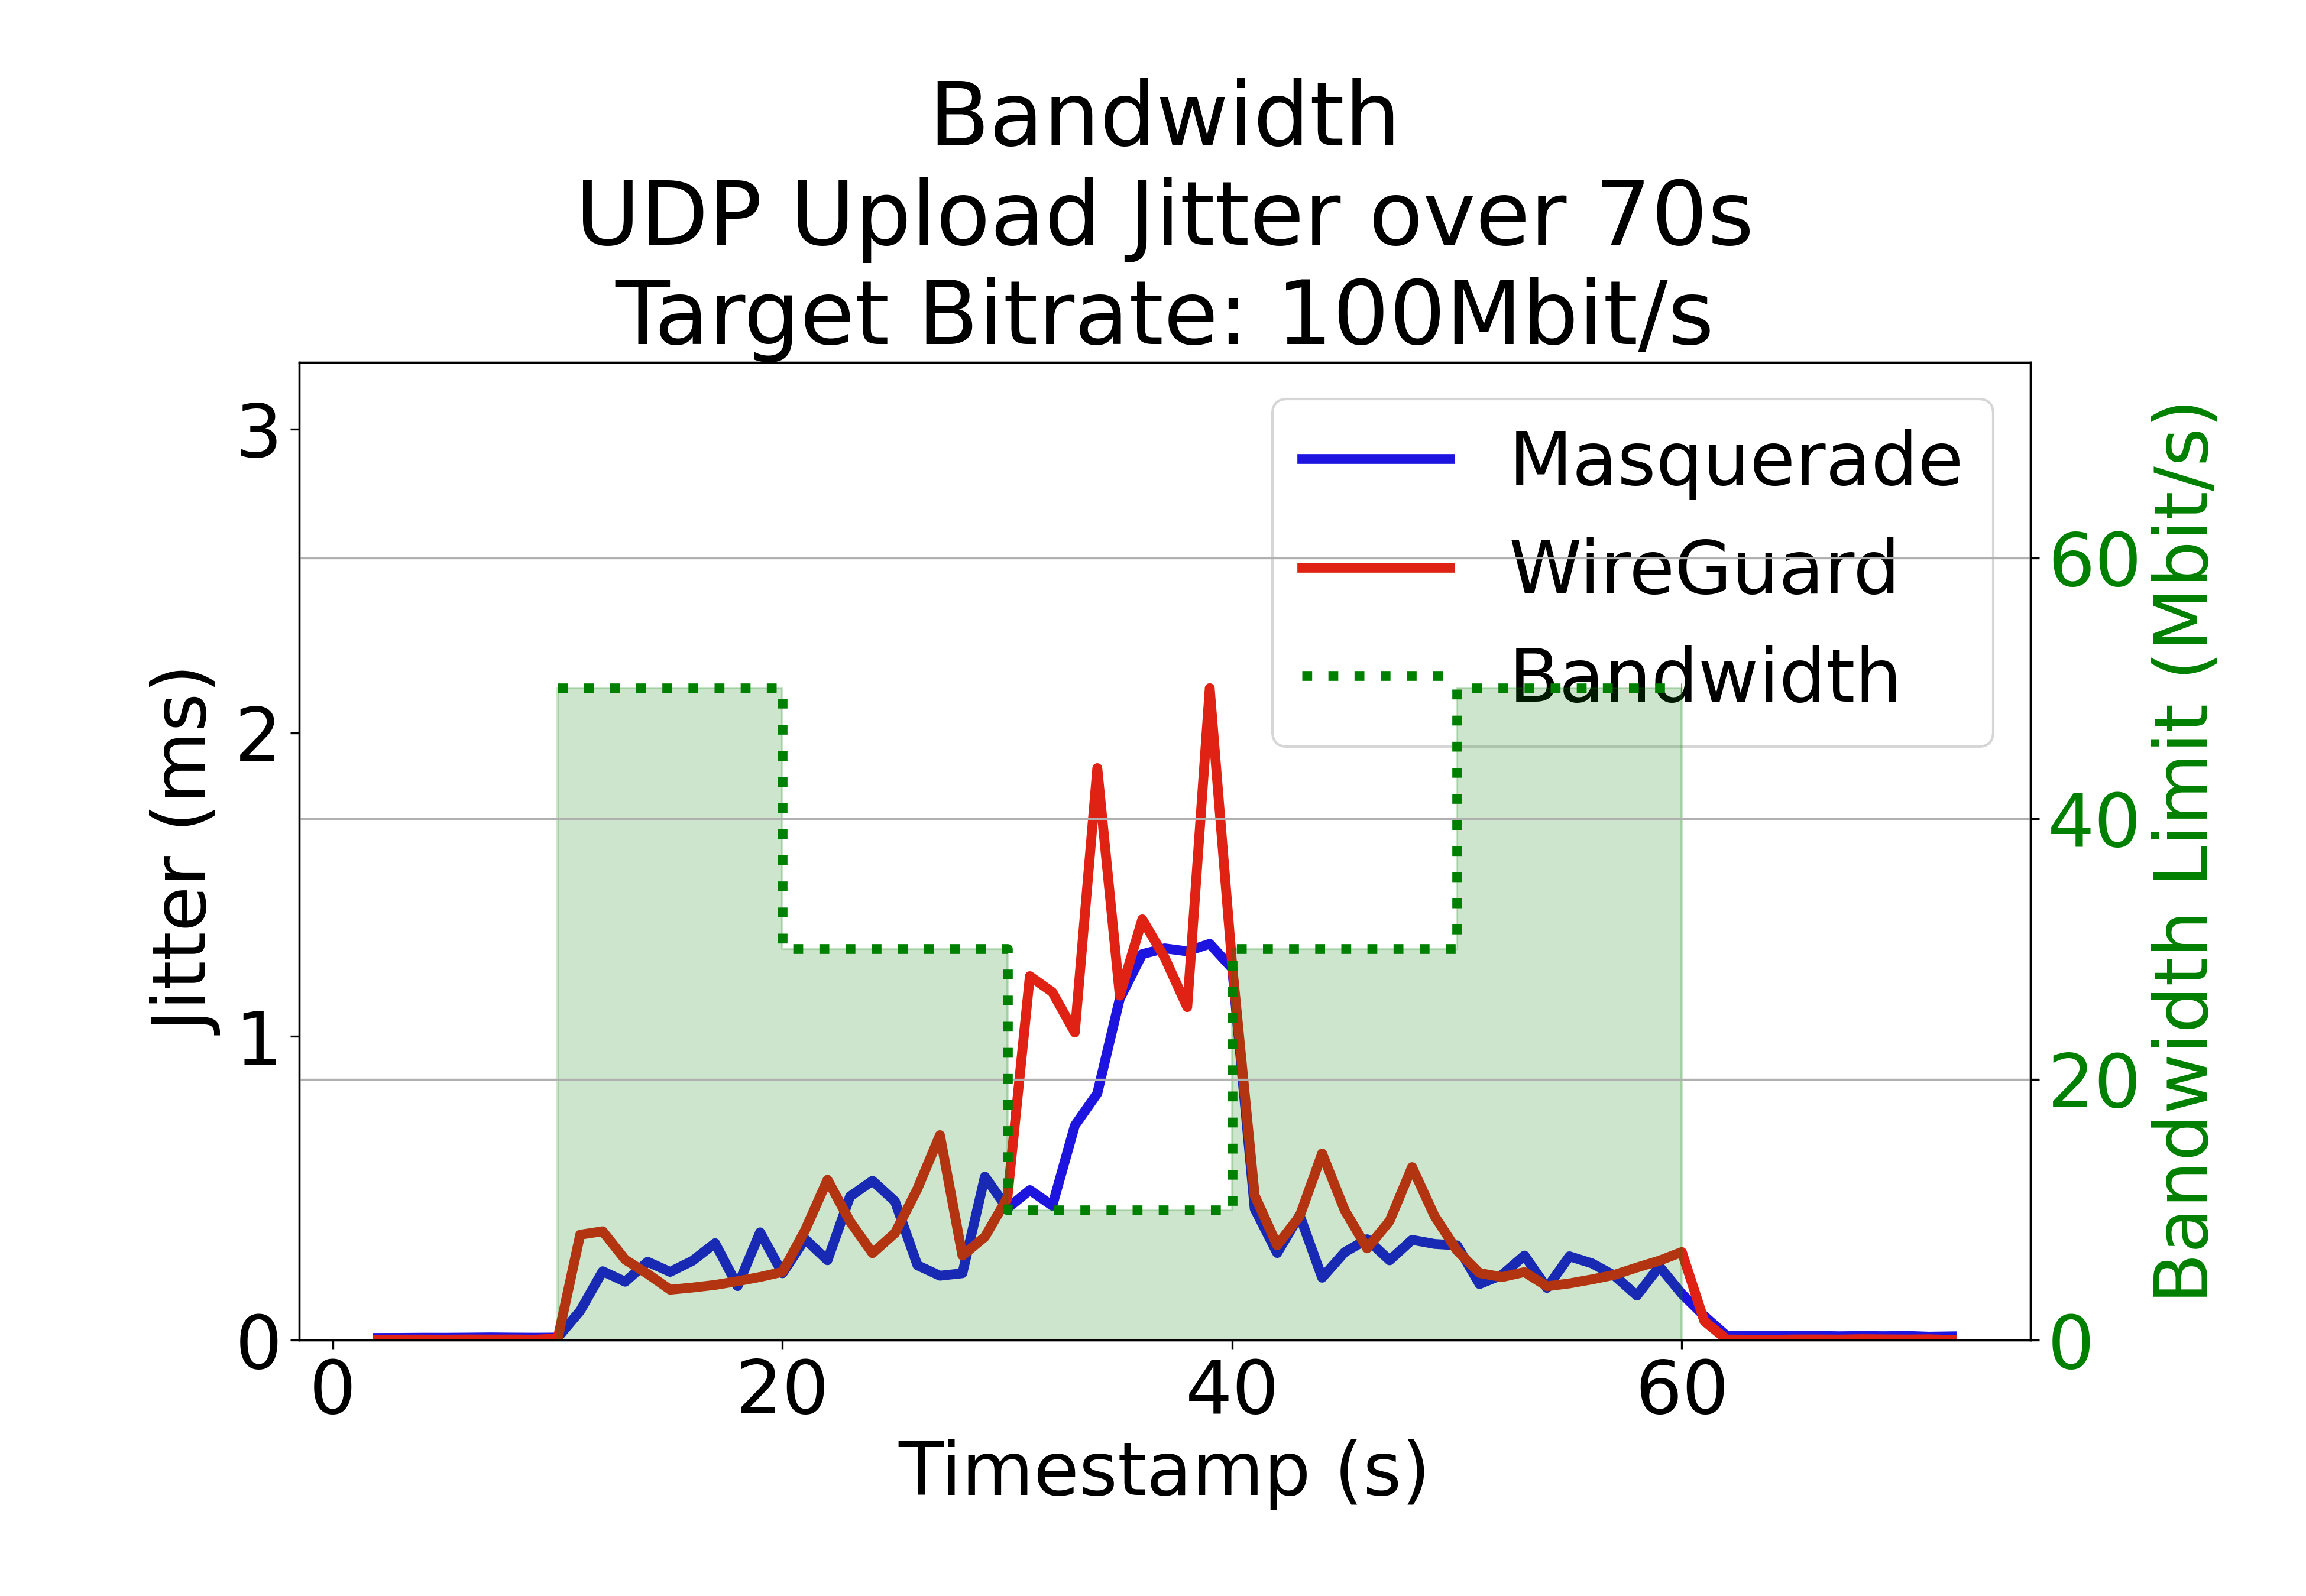 Bandwidth
UDP Upload Jitter over 70s
Target Bitrate: 100Mbit/s
Jitter (ms)
3
2
1
0
Masquerade
WireGuard
Bandwidth
60
40
20
0
Bandwidth Limit (Mbit/s)
0 20 40 60
Timestamp (s)